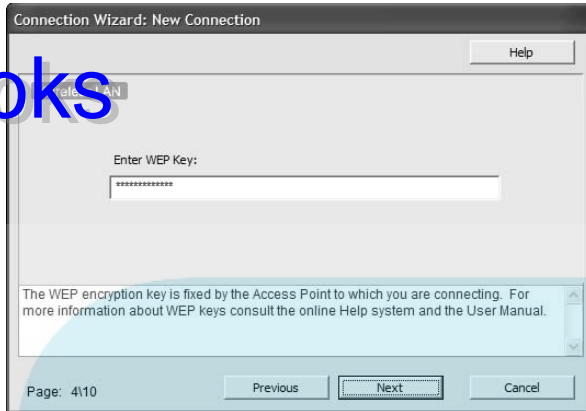 Connection Wizard: New Connection
Help
oks
Enter WEP Key:
*************
The WEP encryption key is fixed by the Access Point to which you are connecting. For
more information about WEP keys consult the online Help system and the User Manual.
Page: 4\10
Previous
Next
Cancel